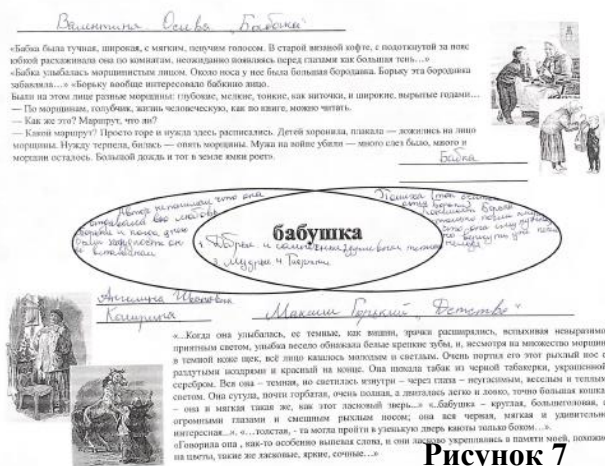 Валентина Осеева „Бабка"
«Бабка была тучная, широкая, с мягким, певучим голосом. В старой вязаной кофте, с подоткнутой за пояс
юбкой расхаживала она по комнатам, неожиданно появляясь перед глазами как большая тень…»
«Бабка улыбалась морщинистым лицом. Около носа у нее была большая бородавка. Борьку эта бородавка
забавляла…» «Борьку вообще интересовало бабкино лицо.
Были на этом лице разные морщины: глубокие, мелкие, тонкие, как ниточки, и широкие, вырытые годами…
— По морщинам, голубчик, жизнь человеческую, как по книге, можно читать.
— Как же это? Маршрут, что ли?
— Какой маршрут? Просто горе и нужда здесь расписались. Детей хоронила, плакала — ложились на лицо
морщины. Нужду терпела, билась — опять морщины. Мужа на войне убили — много слез было, много и
морщин осталось. Большой дождь и тот в земле ямки роет».
Бабка
Автор
что она
бабушка
1. Добрые и
2. Мудрые и
Акулина Ивановна
Каширина
Максим Горький „Детство"
«...Когда она улыбалась, ее темные, как вишни, зрачки расширялись, вспыхивая невыразимо
приятным светом, улыбка весело обнажала белые крепкие зубы, и, несмотря на множество морщин
в темной коже щек, всё лицо казалось молодым и светлым. Очень портил его этот рыхлый нос с
раздутыми ноздрями и красный на конце. Она нюхала табак из черной табакерки, украшенной
серебром. Вся она – темная, но светилась изнутри – через глаза – неугасимым, веселым и теплым
светом. Она сутула, почти горбатая, очень полная, а двигалась легко и ловко, точно большая кошка,
– она и мягкая такая же, как этот ласковый зверь...» «..бабушка – круглая, большеголовая, с
огромными глазами и смешным рыхлым носом; она вся черная, мягкая и удивительно
интересная...». «...толстая, - та могла пройти в узенькую дверь каюты только боком…».
«Говорила она , как-то особенно выпевая слова, и они ласково укреплялись в памяти моей, похожие
на цветы, такие же ласковые, яркие, сочные…»
Рисунок 7